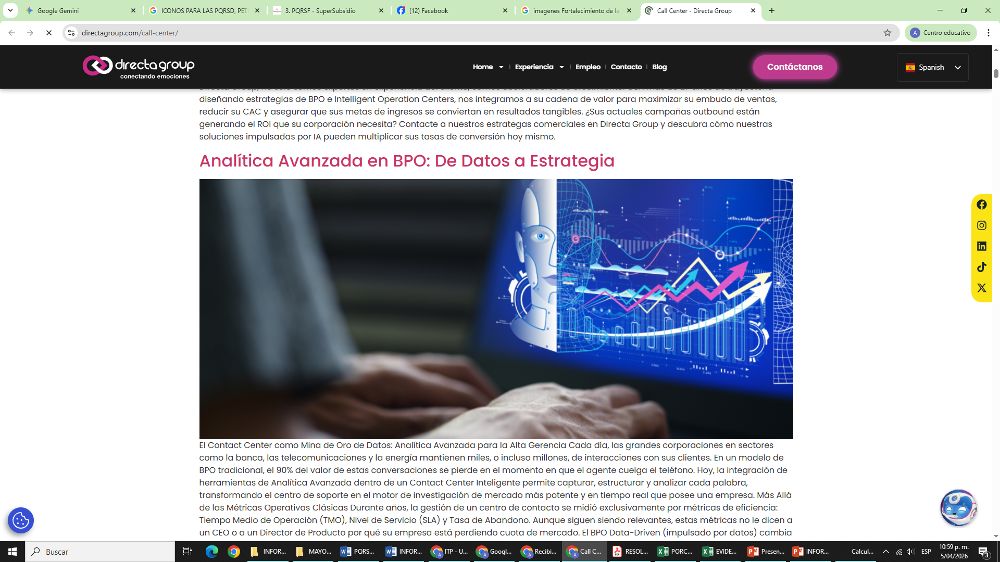 Google Gemini
ICONOS PARA LAS PQRSD, PET
3. PQRSF - SuperSubsidio
(12) Facebook
imagenes Fortalecimiento de la
Call Center - Directa Group
directagroup.com/call-center/
A Centro educativo
directa group
conectando emociones
Home
Experiencia
Empleo
Contacto
Blog
Contáctanos
Spanish
diseñando estrategias de BPO e Intelligent Operation Centers, nos integramos a su cadena de valor para maximizar su embudo de ventas,
reducir su CAC y asegurar que sus metas de ingresos se conviertan en resultados tangibles. ¿Sus actuales campañas outbound están
generando el ROI que su corporación necesita? Contacte a nuestros estrategas comerciales en Directa Group y descubra cómo nuestras
soluciones impulsadas por IA pueden multiplicar sus tasas de conversión hoy mismo.
Analítica Avanzada en BPO: De Datos a Estrategia
El Contact Center como Mina de Oro de Datos: Analítica Avanzada para la Alta Gerencia Cada día, las grandes corporaciones en sectores
como la banca, las telecomunicaciones y la energía mantienen miles, o incluso millones, de interacciones con sus clientes. En un modelo de
BPO tradicional, el 90% del valor de estas conversaciones se pierde en el momento en que el agente cuelga el teléfono. Hoy, la integración de
herramientas de Analítica Avanzada dentro de un Contact Center Inteligente permite capturar, estructurar y analizar cada palabra,
transformando el centro de soporte en el motor de investigación de mercado más potente y en tiempo real que posee una empresa. Más Allá
de las Métricas Operativas Clásicas Durante años, la gestión de un centro de contacto se midió exclusivamente por métricas de eficiencia:
Tiempo Medio de Operación (TMO), Nivel de Servicio (SLA) y Tasa de Abandono. Aunque siguen siendo relevantes, estas métricas no le dicen a
un CEO o a un Director de Producto por qué su empresa está perdiendo cuota de mercado. El BPO Data-Driven (impulsado por datos) cambia
Buscar
INFOR...
MAYO...
PQRS...
INFOR...
ITP - U...
Googl...
Recibi...
Call C...
RESOL...
PORC...
EVIDE...
Presen...
INFOR...
Calcul...
ESP
10:59 p. m.
5/04/2026
3